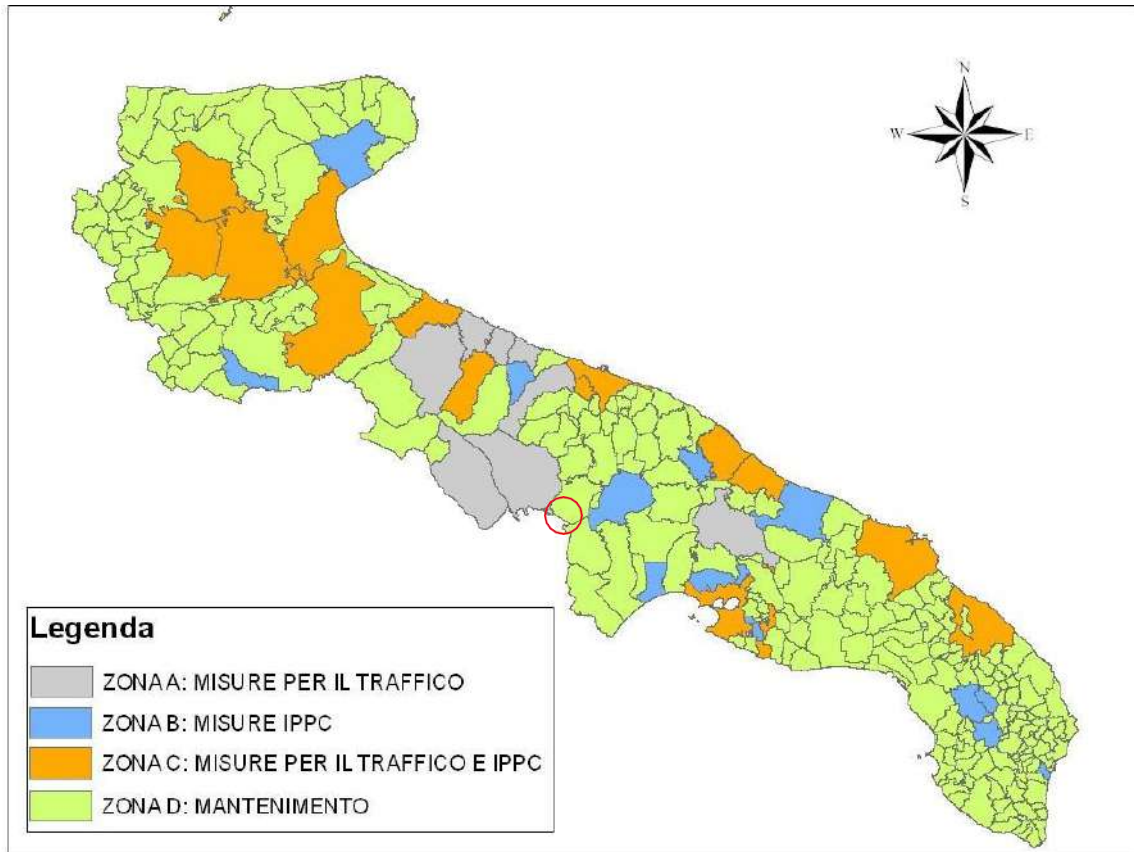 N
W E
S
Legenda
ZONA A: MISURE PER IL TRAFFICO
ZONA B: MISURE IPPC
ZONA C: MISURE PER IL TRAFFICO E IPPC
ZONA D: MANTENIMENTO